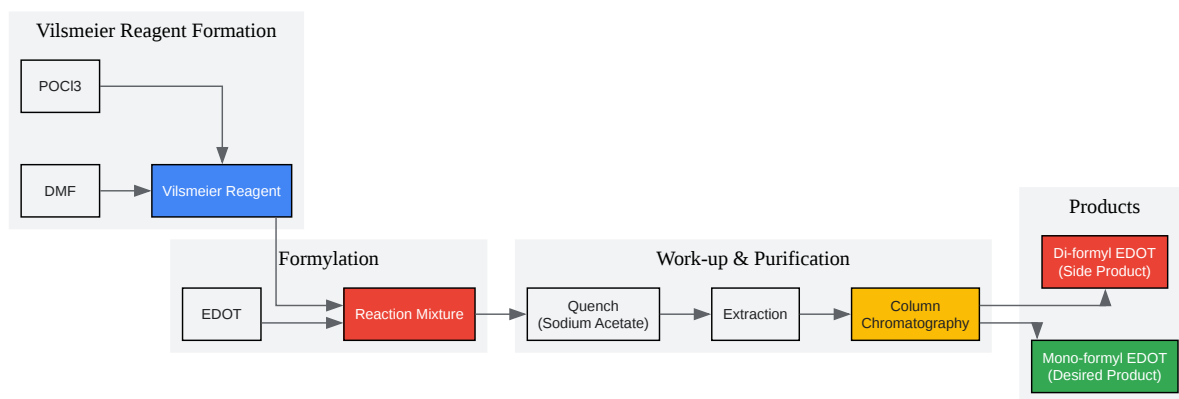 Vilsmeier Reagent Formation
POCl3
DMF
Vilsmeier Reagent
Formylation
EDOT
Reaction Mixture
Work-up & Purification
Quench
(Sodium Acetate)
Extraction
Column
Chromatography
Products
Di-formyl EDOT
(Side Product)
Mono-formyl EDOT
(Desired Product)